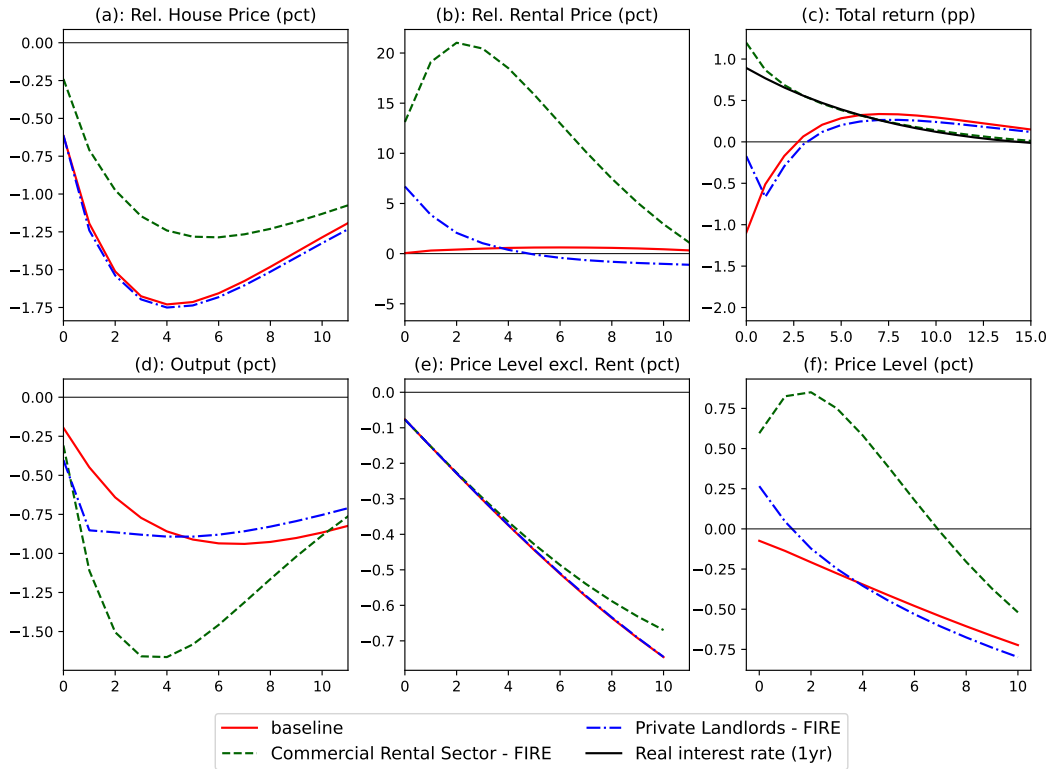 (a): Rel. House Price (pct)
0.00
−0.25
−0.50
−0.75
−1.00
−1.25
−1.50
−1.75
0 2 4 6 8 10
(b): Rel. Rental Price (pct)
20
15
10
5
0
−5
0 2 4 6 8 10
(c): Total return (pp)
1.0
0.5
0.0
−0.5
−1.0
−1.5
−2.0
0.0 2.5 5.0 7.5 10.0 12.5 15.0
(d): Output (pct)
0.00
−0.25
−0.50
−0.75
−1.00
−1.25
−1.50
0 2 4 6 8 10
(e): Price Level excl. Rent (pct)
0.0
−0.1
−0.2
−0.3
−0.4
−0.5
−0.6
−0.7
0 2 4 6 8 10
(f): Price Level (pct)
0.75
0.50
0.25
0.00
−0.25
−0.50
−0.75
0 2 4 6 8 10
baseline
Commercial Rental Sector - FIRE
Private Landlords - FIRE
Real interest rate (1yr)